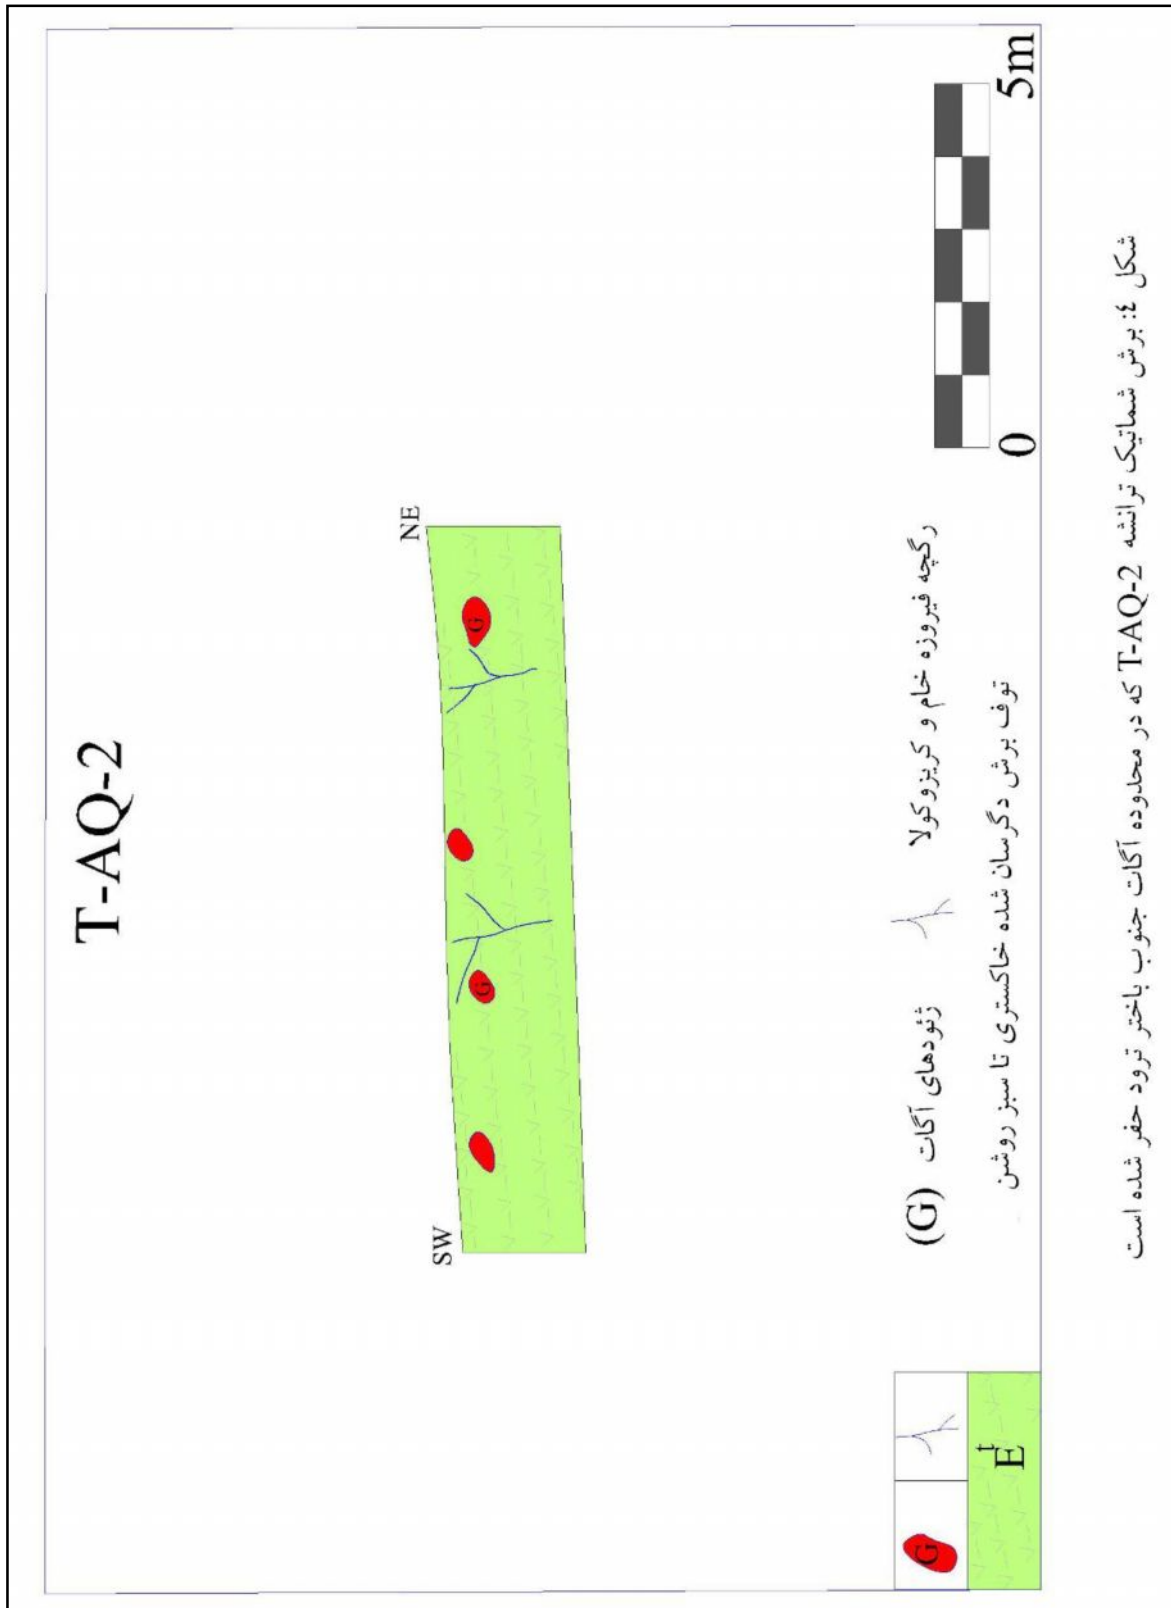 T-AQ-2
SW
NE
G
G
(G) ژئودهای آگات
رگچه فیروزه خام و کریزوکولا
توف برش دگرسان شده خاکستری تا سبز روشن
G
E t
0
5m
شکل ٤: برش شماتیک ترانشه T-AQ-2 که در محدوده آگات جنوب باختر ترود حفر شده است